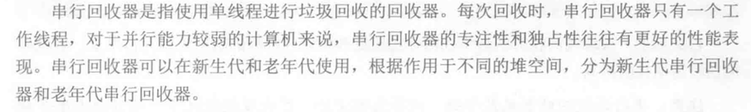 串行回收器是指使用单线程进行垃圾回收的回收器。每次回收时，串行回收器只有一个工
作线程，对于并行能力较弱的计算机来说，串行回收器的专注性和独占性往往有更好的性能表
现。串行回收器可以在新生代和老年代使用，根据作用于不同的堆空间，分为新生代串行回收
器和老年代串行回收器。